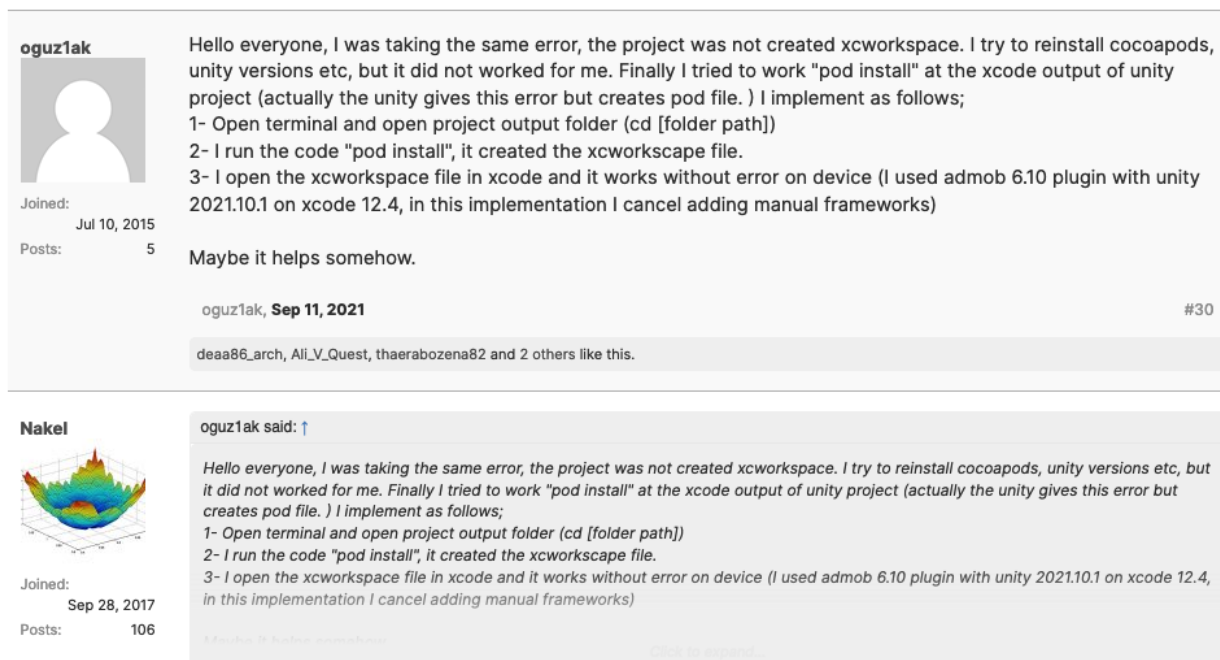 oguz1ak
Hello everyone, I was taking the same error, the project was not created xcworkspace. I try to reinstall cocoapods,
unity versions etc, but it did not worked for me. Finally I tried to work "pod install" at the xcode output of unity
project (actually the unity gives this error but creates pod file. ) I implement as follows;
1- Open terminal and open project output folder (cd [folder path])
2- I run the code "pod install", it created the xcworkscape file.
3- I open the xcworkspace file in xcode and it works without error on device (I used admob 6.10 plugin with unity
2021.10.1 on xcode 12.4, in this implementation I cancel adding manual frameworks)
Maybe it helps somehow.
Joined:
Jul 10, 2015
Posts: 5
oguz1ak, Sep 11, 2021 #30
deaa86_arch, Ali_V_Quest, thaerabozena82 and 2 others like this.
Nakel
Joined:
Sep 28, 2017
Posts: 106
oguz1ak said: ↑
Hello everyone, I was taking the same error, the project was not created xcworkspace. I try to reinstall cocoapods, unity versions etc, but
it did not worked for me. Finally I tried to work "pod install" at the xcode output of unity project (actually the unity gives this error but
creates pod file. ) I implement as follows;
1- Open terminal and open project output folder (cd [folder path])
2- I run the code "pod install", it created the xcworkscape file.
3- I open the xcworkspace file in xcode and it works without error on device (I used admob 6.10 plugin with unity 2021.10.1 on xcode 12.4,
in this implementation I cancel adding manual frameworks)
Maybe it helps somehow.
Click to expand...